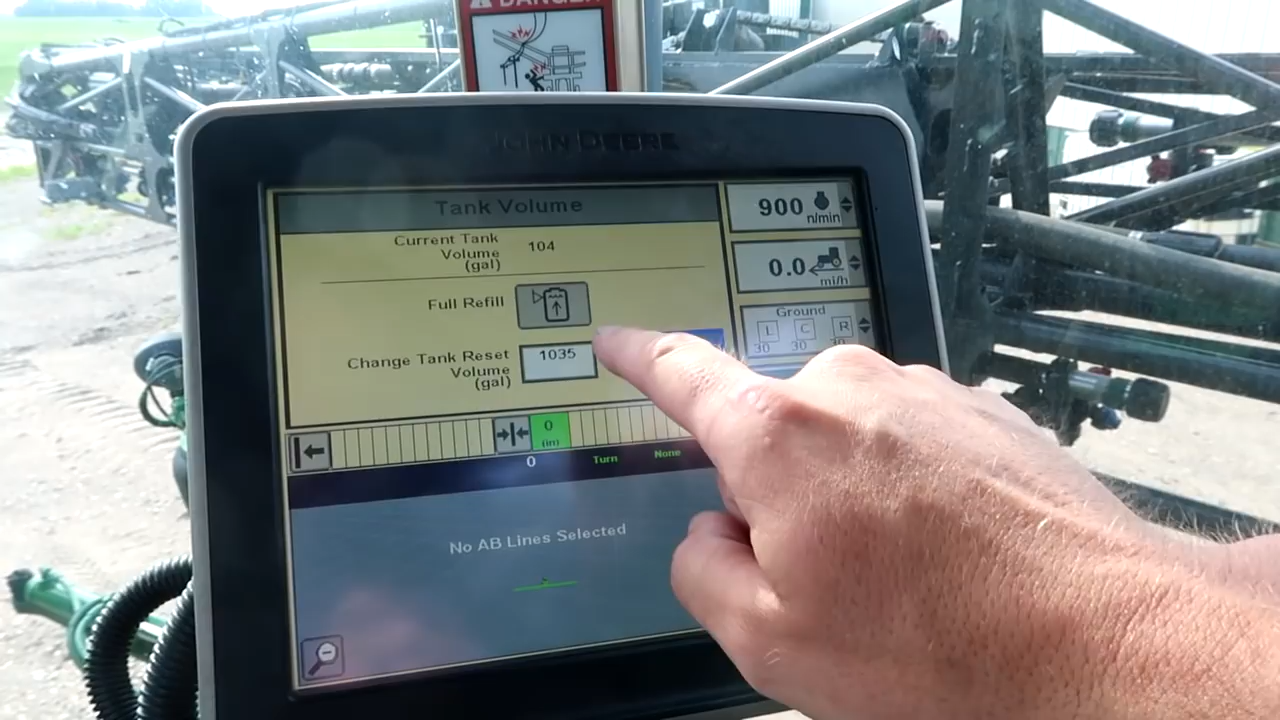 DANGER
JOHN DEERE
Tank Volume
Current Tank
Volume
(gal)
104
Full Refill
Change Tank Reset
Volume
(gal)
1035
900
n/min
0.0
mi/h
Ground
L C R
30 30 30
0
(in)
0
Turn
None
No AB Lines Selected